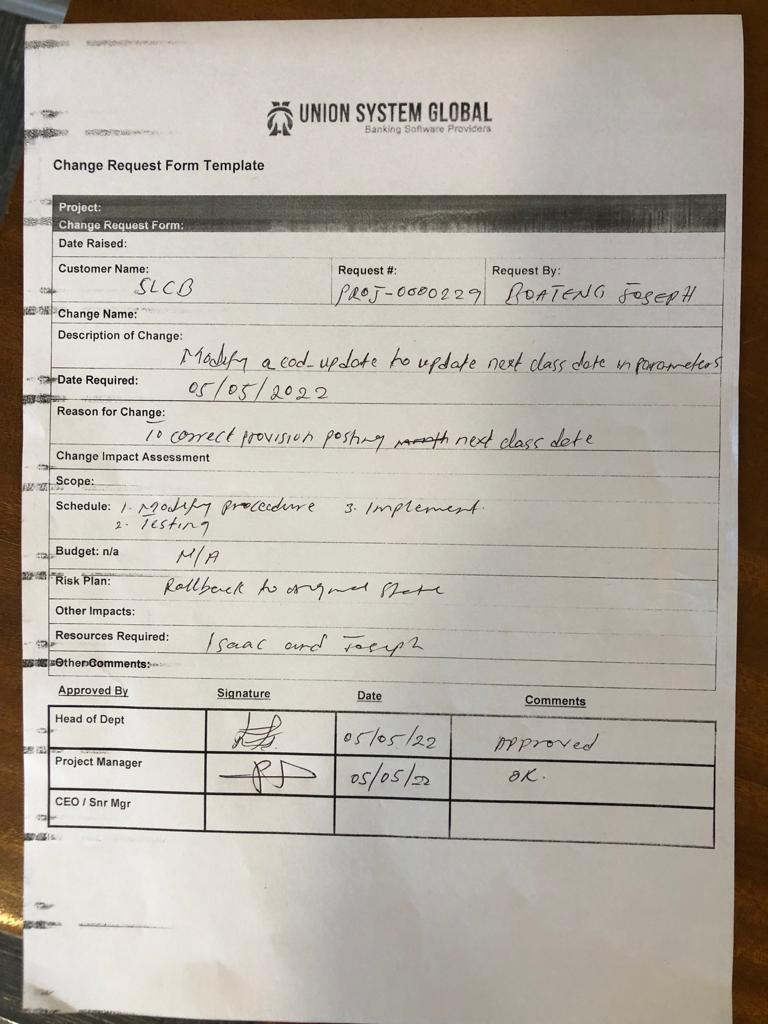 UNION SYSTEM GLOBAL
Banking Software Providers
Change Request Form Template
Project:
Change Request Form:
Date Raised:
Customer Name: Request #: Request By:
SLCB PROJ-0000229 BOATENG JOSEPH
Change Name:
Description of Change:
Modify a eod_update to update next class date in parameters
Date Required:
05/05/2022
Reason for Change:
To correct provision posting next class date
Change Impact Assessment
Scope:
Schedule: 1. Modify procedure 3. Implement.
2. Testing
Budget: n/a N/A
Risk Plan: Rollback to original state
Other Impacts:
Resources Required: Isaac and Joseph
Other Comments:
Approved By Signature Date Comments
Head of Dept 05/05/22 Approved
Project Manager 05/05/22 OK.
CEO / Snr Mgr